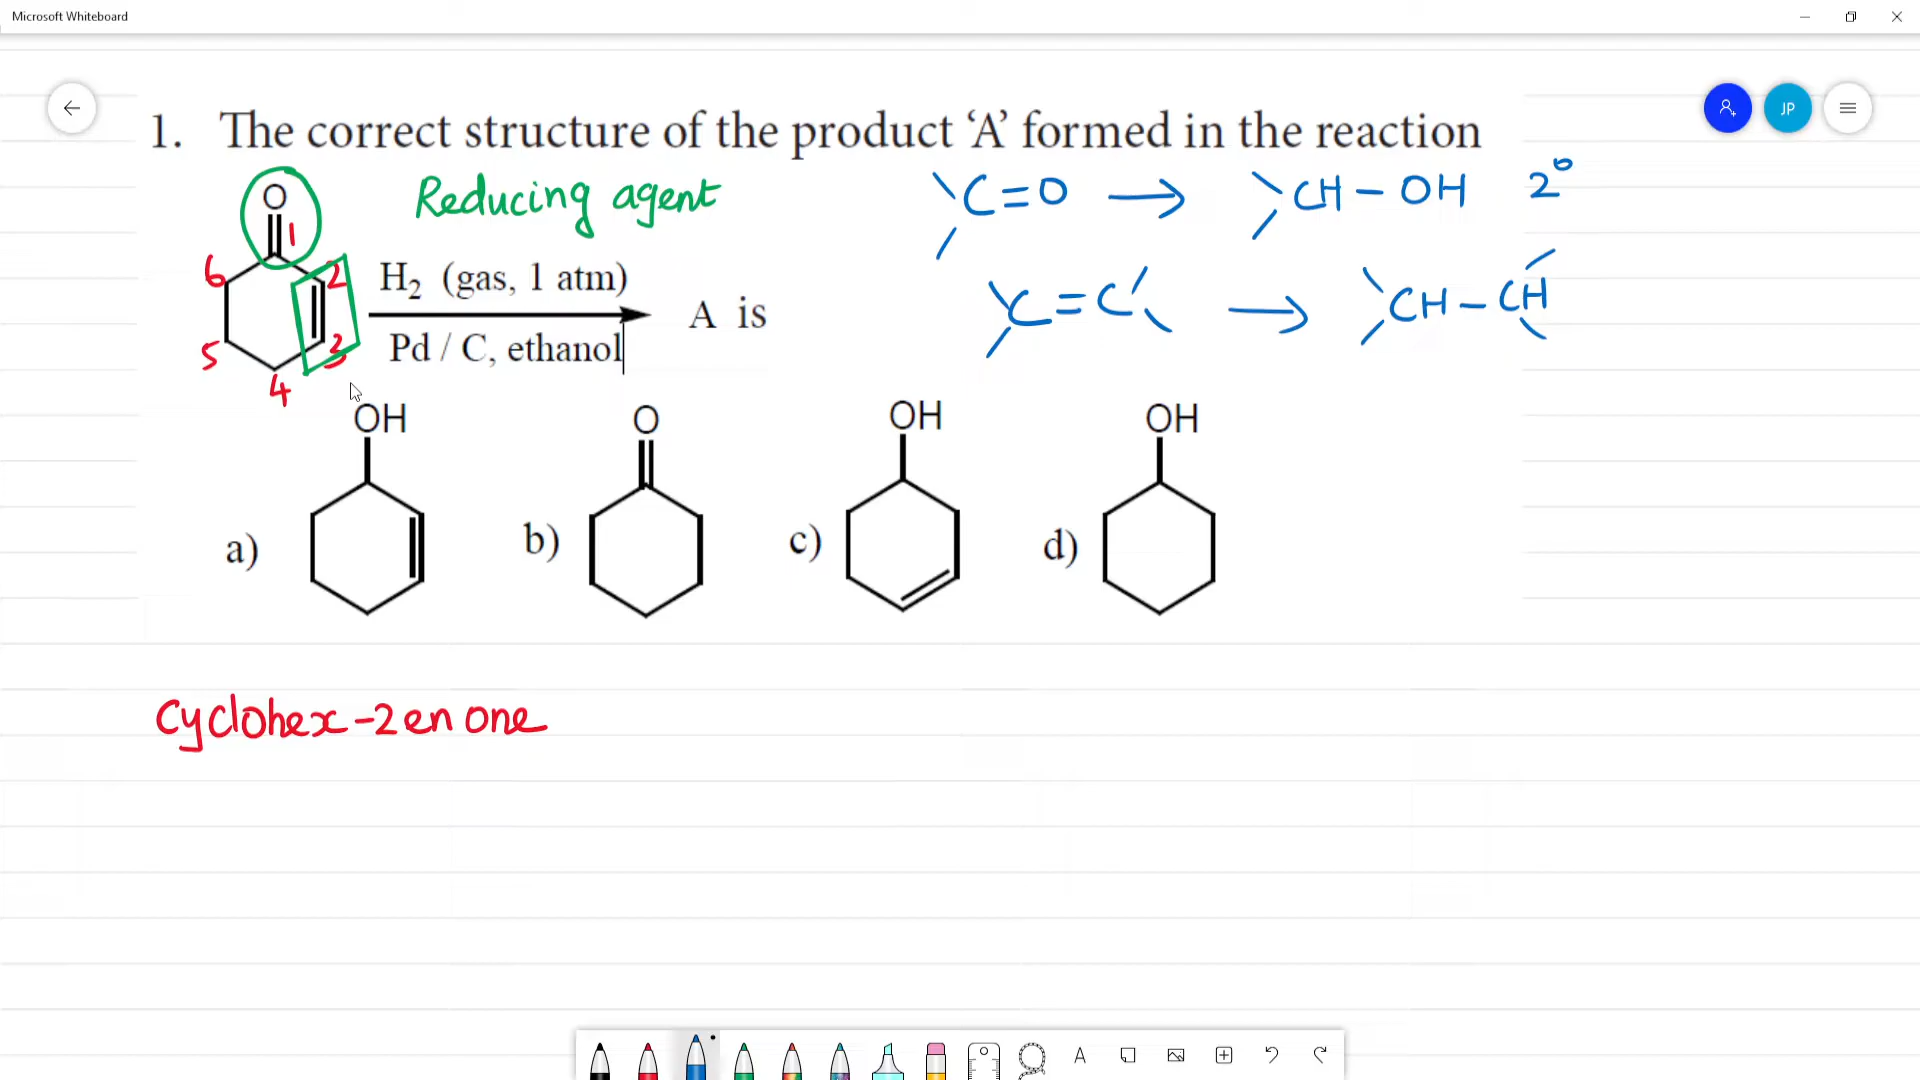 Microsoft Whiteboard
JP
1. The correct structure of the product ‘A’ formed in the reaction
O
Reducing agent
C=O → CH-OH 2°
1
6
2
H₂ (gas, 1 atm)
A is
C=C → CH-CH
5
3
Pd / C, ethanol
4
OH
O
OH
OH
a)
b)
c)
d)
Cyclohex-2en one
A